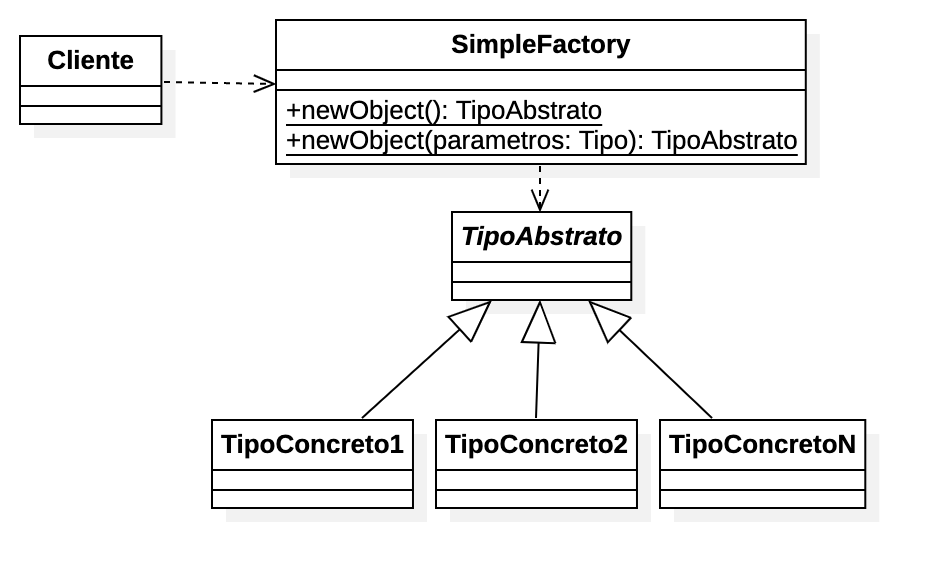 Cliente
SimpleFactory
+newObject(): TipoAbstrato
+newObject(parametros: Tipo): TipoAbstrato
TipoAbstrato
TipoConcreto1
TipoConcreto2
TipoConcretoN